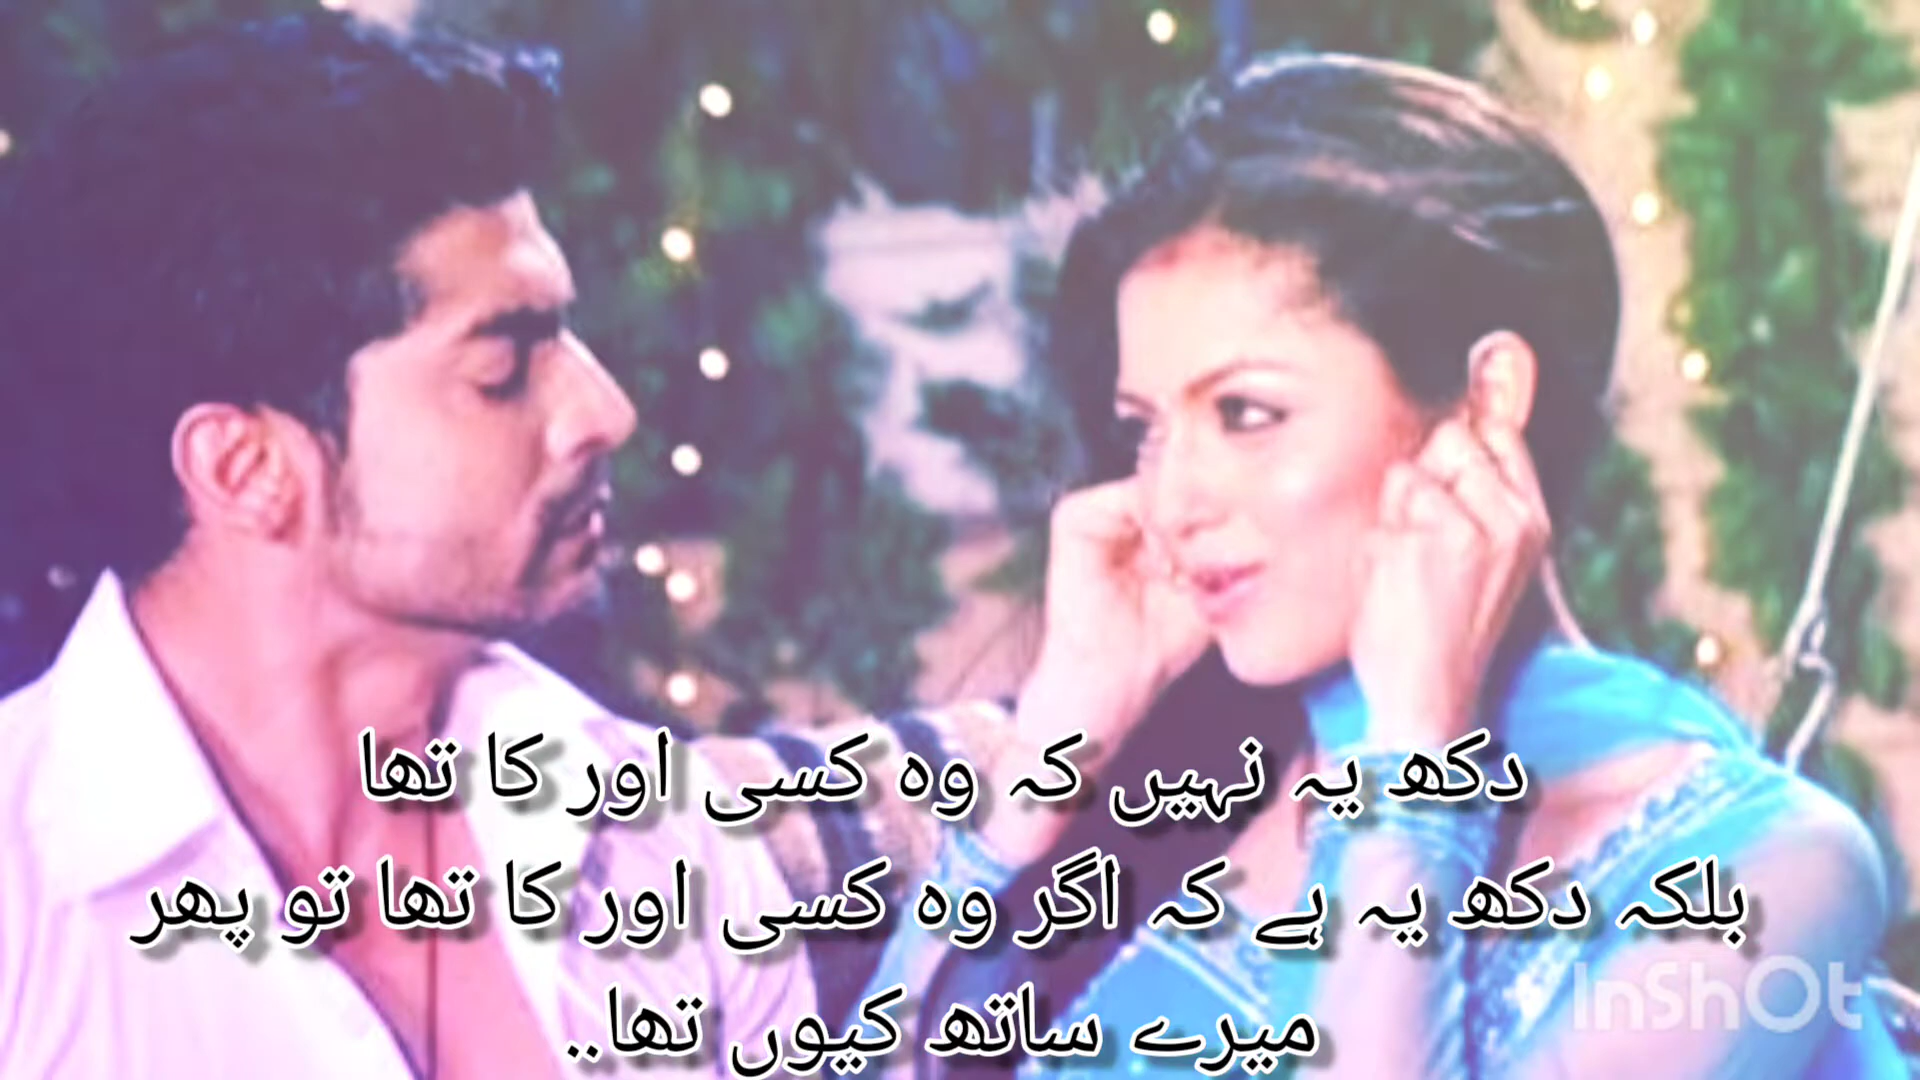 دکھ یہ نہیں کہ وہ کسی اور کا تھا
بلکہ دکھ یہ ہے کہ اگر وہ کسی اور کا تھا تو پھر
میرے ساتھ کیوں تھا..
InShOt